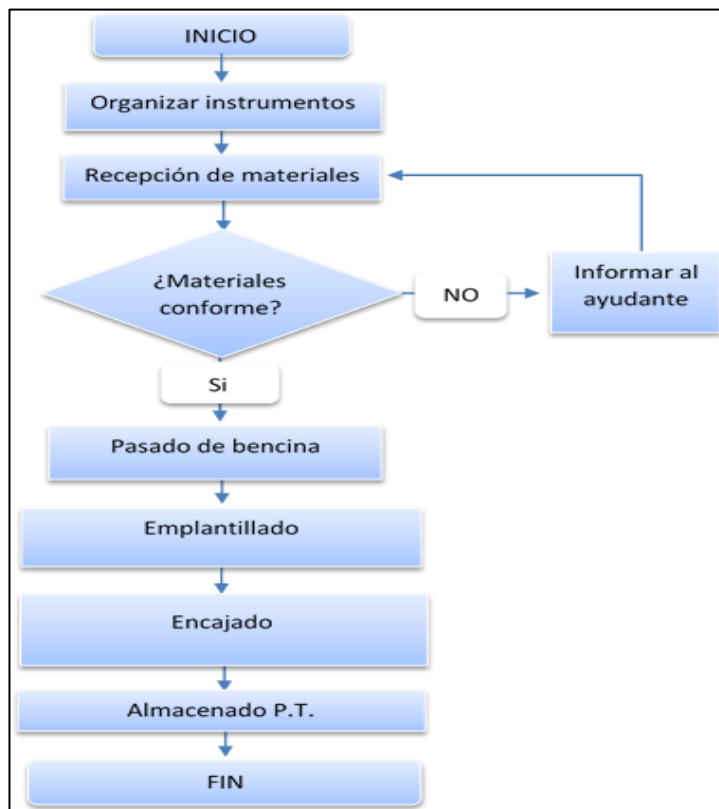 INICIO
Organizar instrumentos
Recepción de materiales
¿Materiales
conforme?
NO
Informar al
ayudante
Si
Pasado de bencina
Emplantillado
Encajado
Almacenado P.T.
FIN